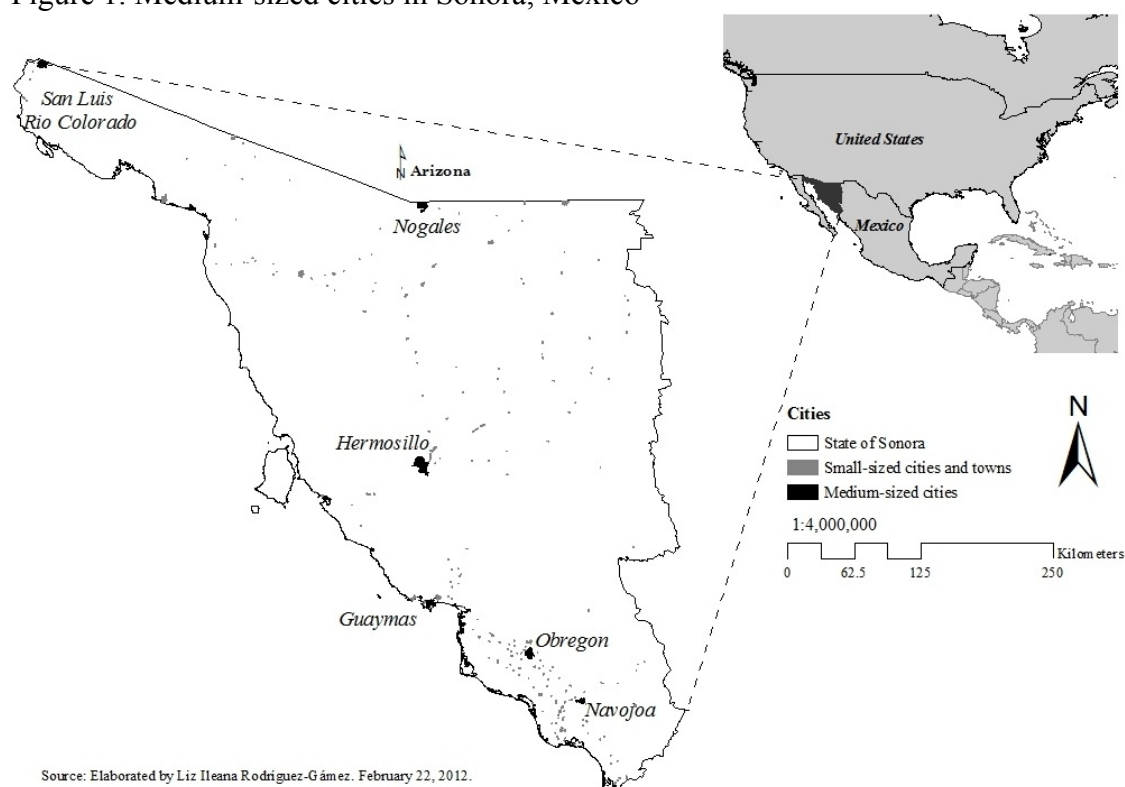 Figure 1. Medium-sized cities in Sonora, Mexico
San Luis
Rio Colorado
N
Arizona
Nogales
Hermosillo
Guaymas
Obregon
Navojoa
United States
Mexico
Cities
State of Sonora
Small-sized cities and towns
Medium-sized cities
N
1:4,000,000
Kilometers
0 62.5 125 250
Source: Elaborated by Liz Ileana Rodríguez-Gámez. February 22, 2012.